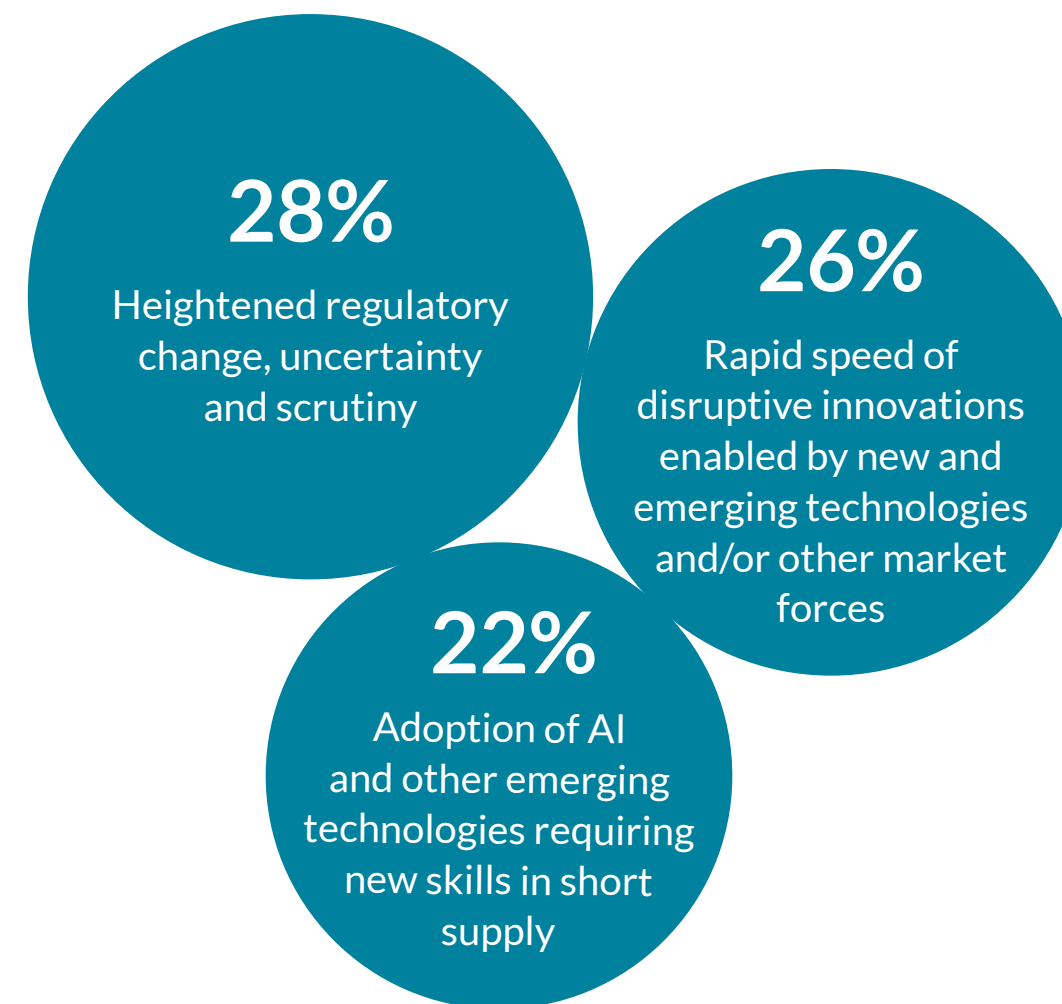 28%
Heightened regulatory
change, uncertainty
and scrutiny
26%
Rapid speed of
disruptive innovations
enabled by new and
emerging technologies
and/or other market
forces
22%
Adoption of AI
and other emerging
technologies requiring
new skills in short
supply